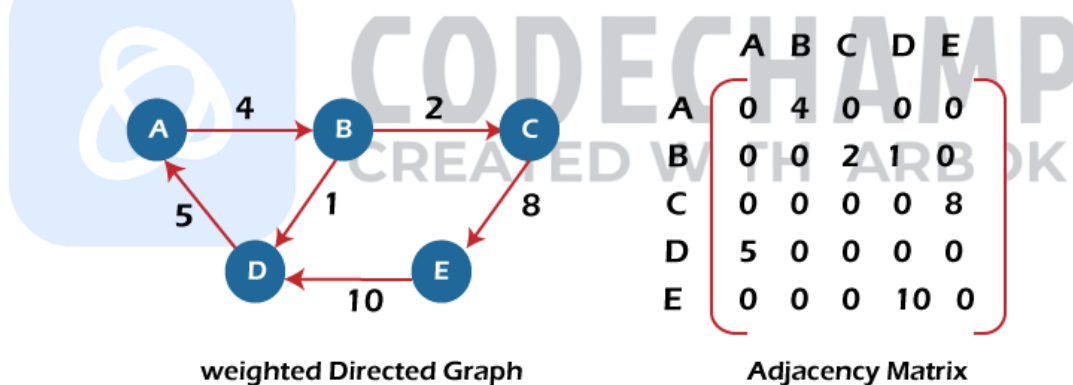 CODECHAMP
CREATED WITH ARBOK
A
4
B
2
C
5
1
8
D
E
10
weighted Directed Graph
A B C D E
A 0 4 0 0 0
B 0 0 2 1 0
C 0 0 0 0 8
D 5 0 0 0 0
E 0 0 0 10 0
Adjacency Matrix